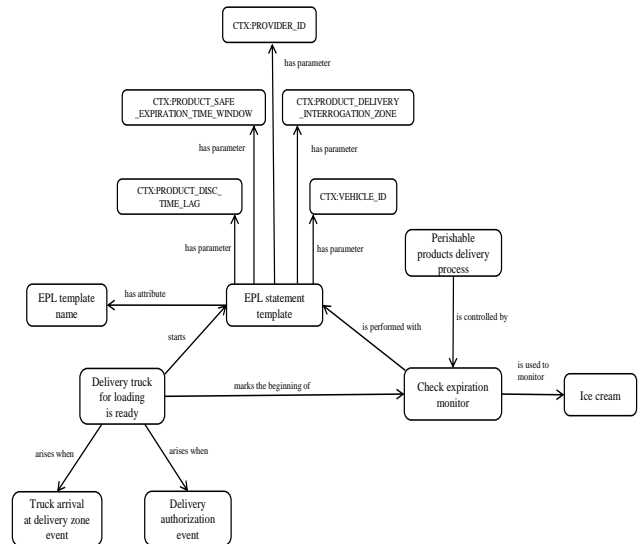 CTX:PROVIDER_ID
has parameter
CTX:PRODUCT_SAFE
_EXPIRATION_TIME_WINDOW
CTX:PRODUCT_DELIVERY
_INTERROGATION_ZONE
has parameter
has parameter
CTX:PRODUCT_DISC_
TIME_LAG
CTX:VEHICLE_ID
has parameter
has parameter
Perishable
products delivery
process
EPL template
name
has attribute
EPL statement
template
is controlled by
is performed with
starts
Delivery truck
for loading
is ready
marks the beginning of
Check expiration
monitor
is used to
monitor
Ice cream
arises when
arises when
Truck arrival
at delivery zone
event
Delivery
authorization
event